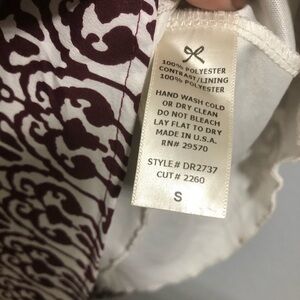 100% POLYESTER
CONTRAST/LINING
100% POLYESTER
HAND WASH COLD
OR DRY CLEAN
DO NOT BLEACH
LAY FLAT TO DRY
MADE IN U.S.A.
RN# 29570
STYLE# DR2737
CUT# 2260
S